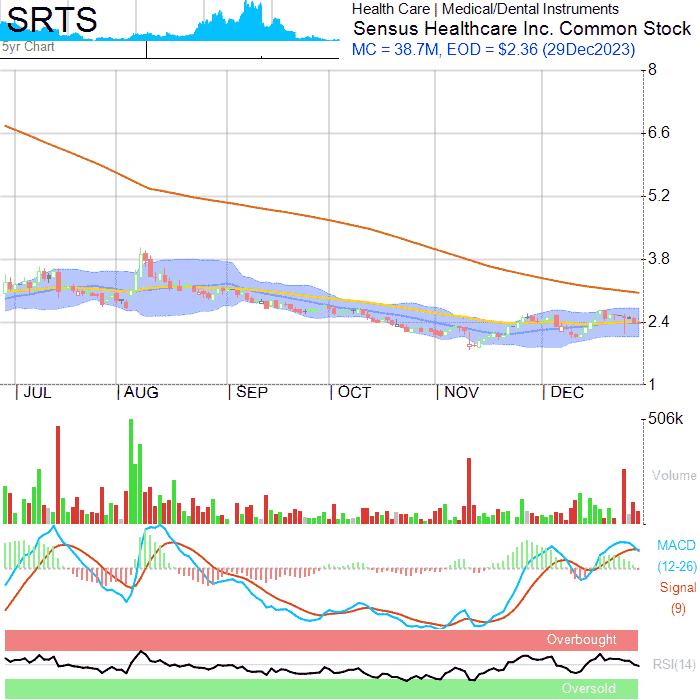 SRTS
5yr Chart
Health Care | Medical/Dental Instruments
Sensus Healthcare Inc. Common Stock
MC = 38.7M, EOD = $2.36 (29Dec2023)
8
6.6
5.2
3.8
2.4
1
| JUL | AUG | SEP | OCT | NOV | DEC
506k
Volume
MACD
(12-26)
Signal
(9)
Overbought
RSI(14)
Oversold